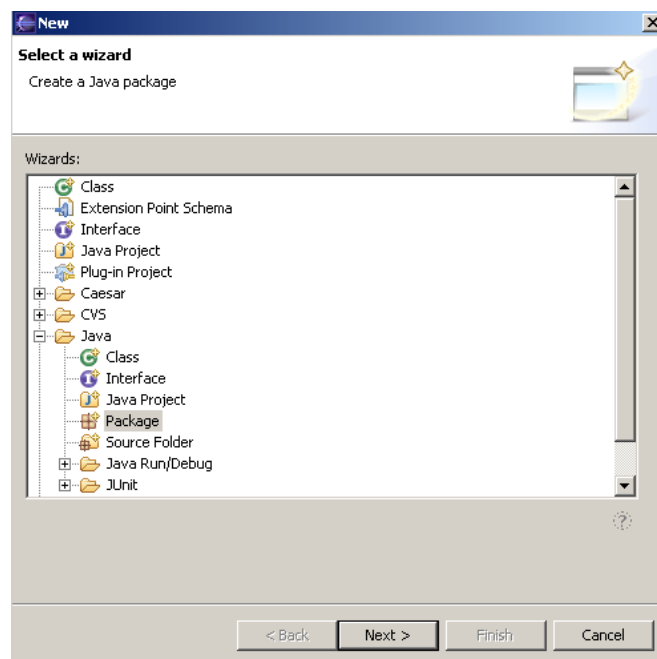 New
Select a wizard
Create a Java package
Wizards:
Class
Extension Point Schema
Interface
Java Project
Plug-in Project
Caesar
CVS
Java
Class
Interface
Java Project
Package
Source Folder
Java Run/Debug
JUnit
< Back Next > Finish Cancel